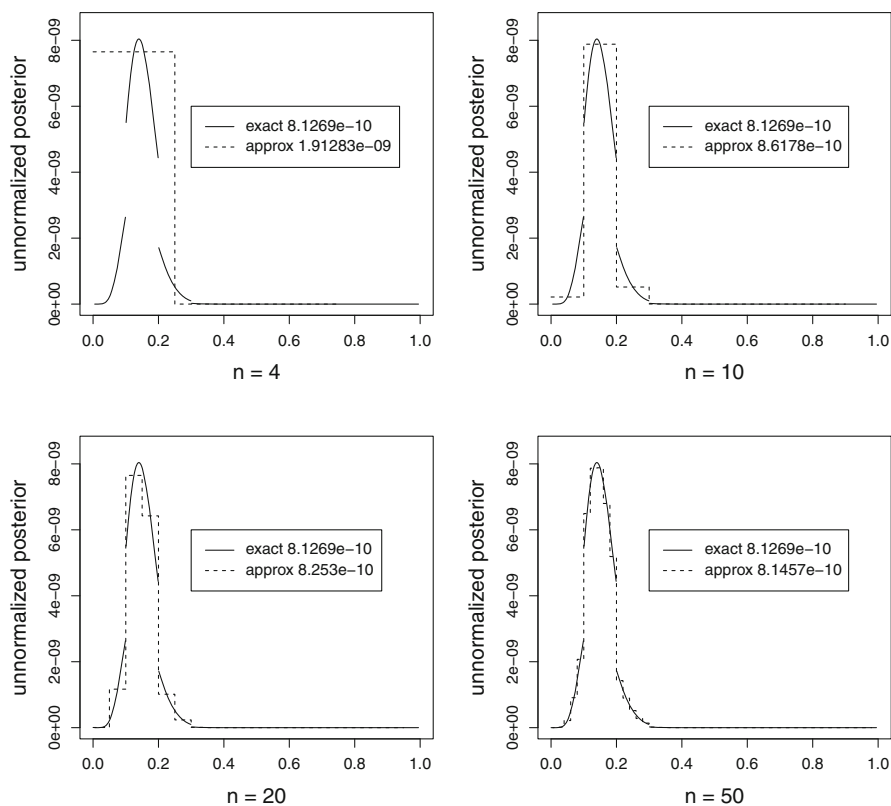 unnormalized posterior
8e−09
6e−09
4e−09
2e−09
0e+00
exact 8.1269e−10
approx 1.91283e−09
0.0 0.2 0.4 0.6 0.8 1.0
n = 4
unnormalized posterior
8e−09
6e−09
4e−09
2e−09
0e+00
exact 8.1269e−10
approx 8.6178e−10
0.0 0.2 0.4 0.6 0.8 1.0
n = 10
unnormalized posterior
8e−09
6e−09
4e−09
2e−09
0e+00
exact 8.1269e−10
approx 8.253e−10
0.0 0.2 0.4 0.6 0.8 1.0
n = 20
unnormalized posterior
8e−09
6e−09
4e−09
2e−09
0e+00
exact 8.1269e−10
approx 8.1457e−10
0.0 0.2 0.4 0.6 0.8 1.0
n = 50